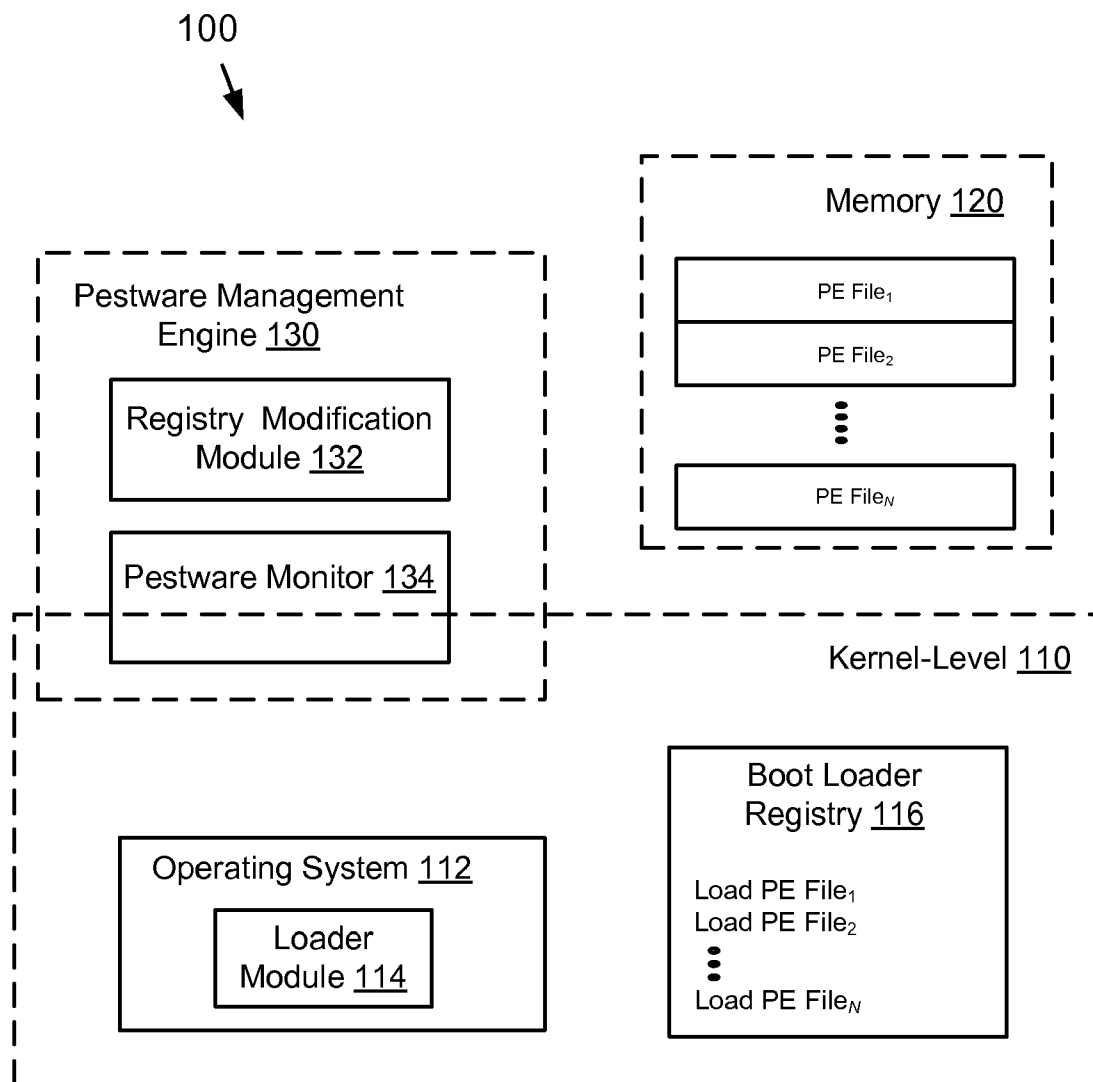 100
Memory 120
PE File₁
PE File₂
PE Fileₙ
Pestware Management
Engine 130
Registry Modification
Module 132
Pestware Monitor 134
Kernel-Level 110
Boot Loader
Registry 116
Load PE File₁
Load PE File₂
Load PE Fileₙ
Operating System 112
Loader
Module 114